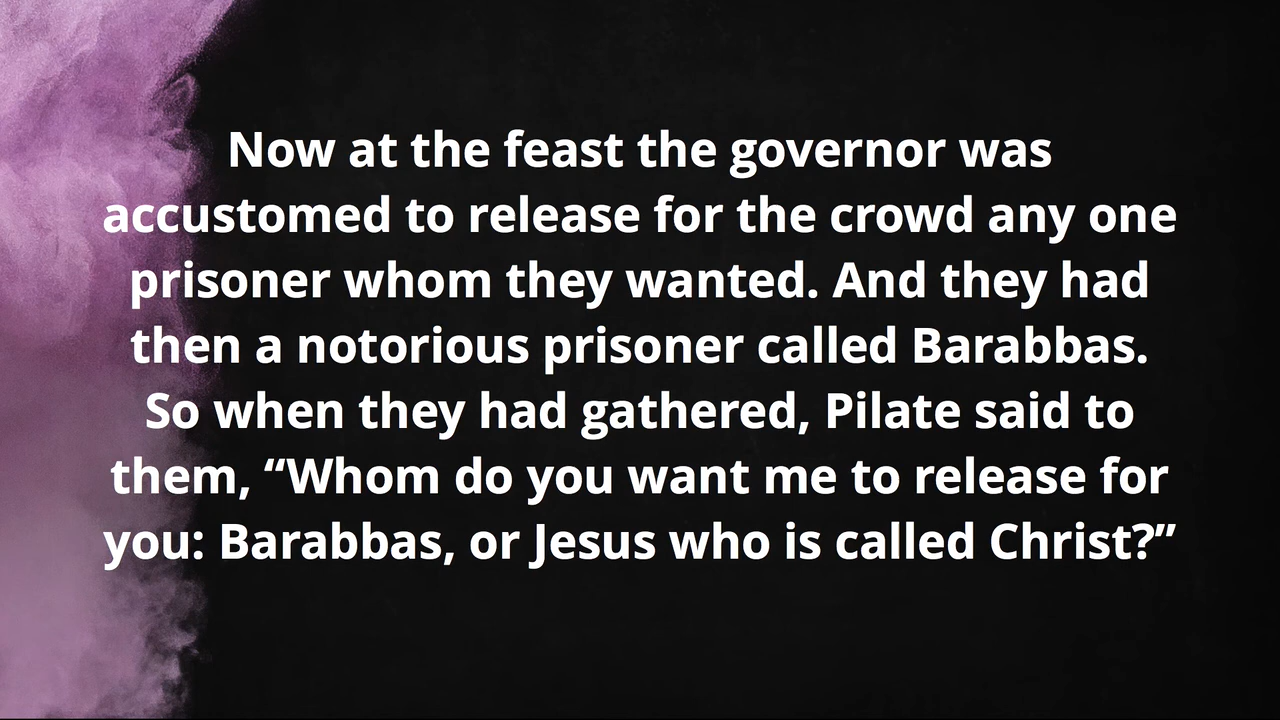 Now at the feast the governor was
accustomed to release for the crowd any one
prisoner whom they wanted. And they had
then a notorious prisoner called Barabbas.
So when they had gathered, Pilate said to
them, “Whom do you want me to release for
you: Barabbas, or Jesus who is called Christ?”